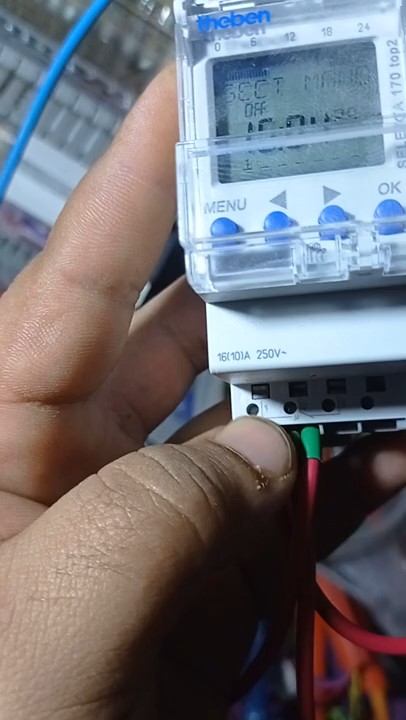 theben
0 6 12 18 24
OFF
SELEKTA 170 top2
MENU
OK
16(10)A 250V~